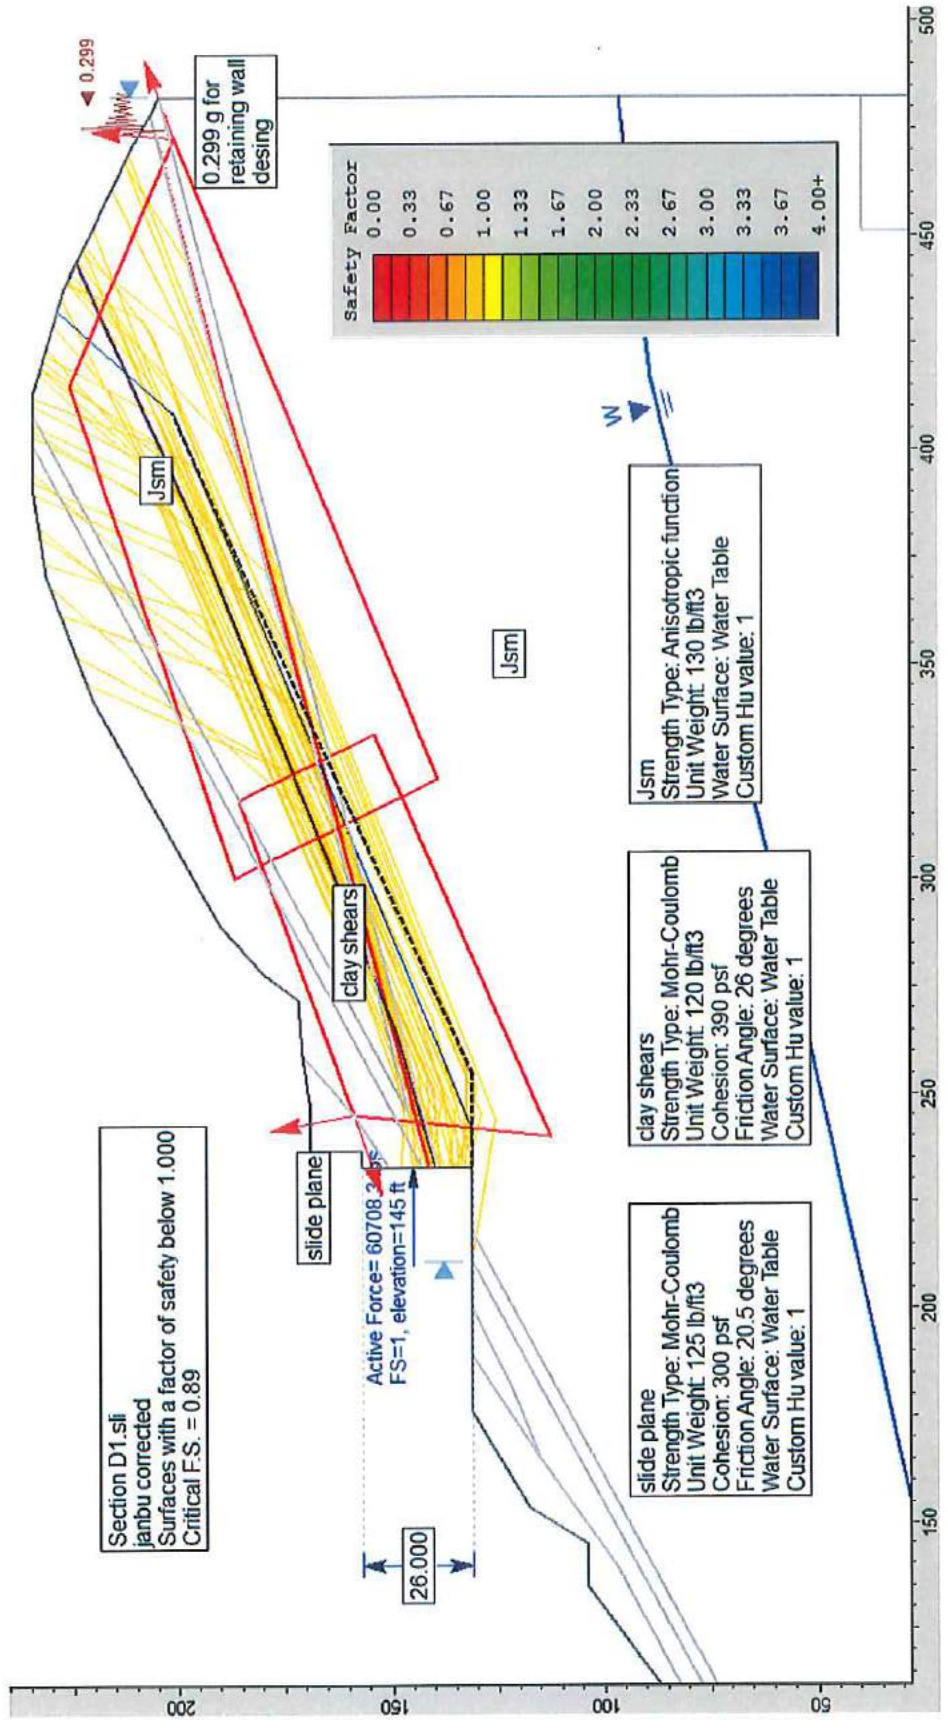 Section D1.sli
janbu corrected
Surfaces with a factor of safety below 1.000
Critical F.S. = 0.89
0.299
0.299 g for
retaining wall
desing
Safety Factor
0.00
0.33
0.67
1.00
1.33
1.67
2.00
2.33
2.67
3.00
3.33
3.67
4.00+
Jsm
clay shears
slide plane
Active Force= 60708.3
FS=1, elevation=145 ft
26.000
Jsm
W
slide plane
Strength Type: Mohr-Coulomb
Unit Weight: 125 lb/ft3
Cohesion: 300 psf
Friction Angle: 20.5 degrees
Water Surface: Water Table
Custom Hu value: 1
clay shears
Strength Type: Mohr-Coulomb
Unit Weight: 120 lb/ft3
Cohesion: 390 psf
Friction Angle: 26 degrees
Water Surface: Water Table
Custom Hu value: 1
Jsm
Strength Type: Anisotropic function
Unit Weight: 130 lb/ft3
Water Surface: Water Table
Custom Hu value: 1
200
150
100
50
150
200
250
300
350
400
450
500